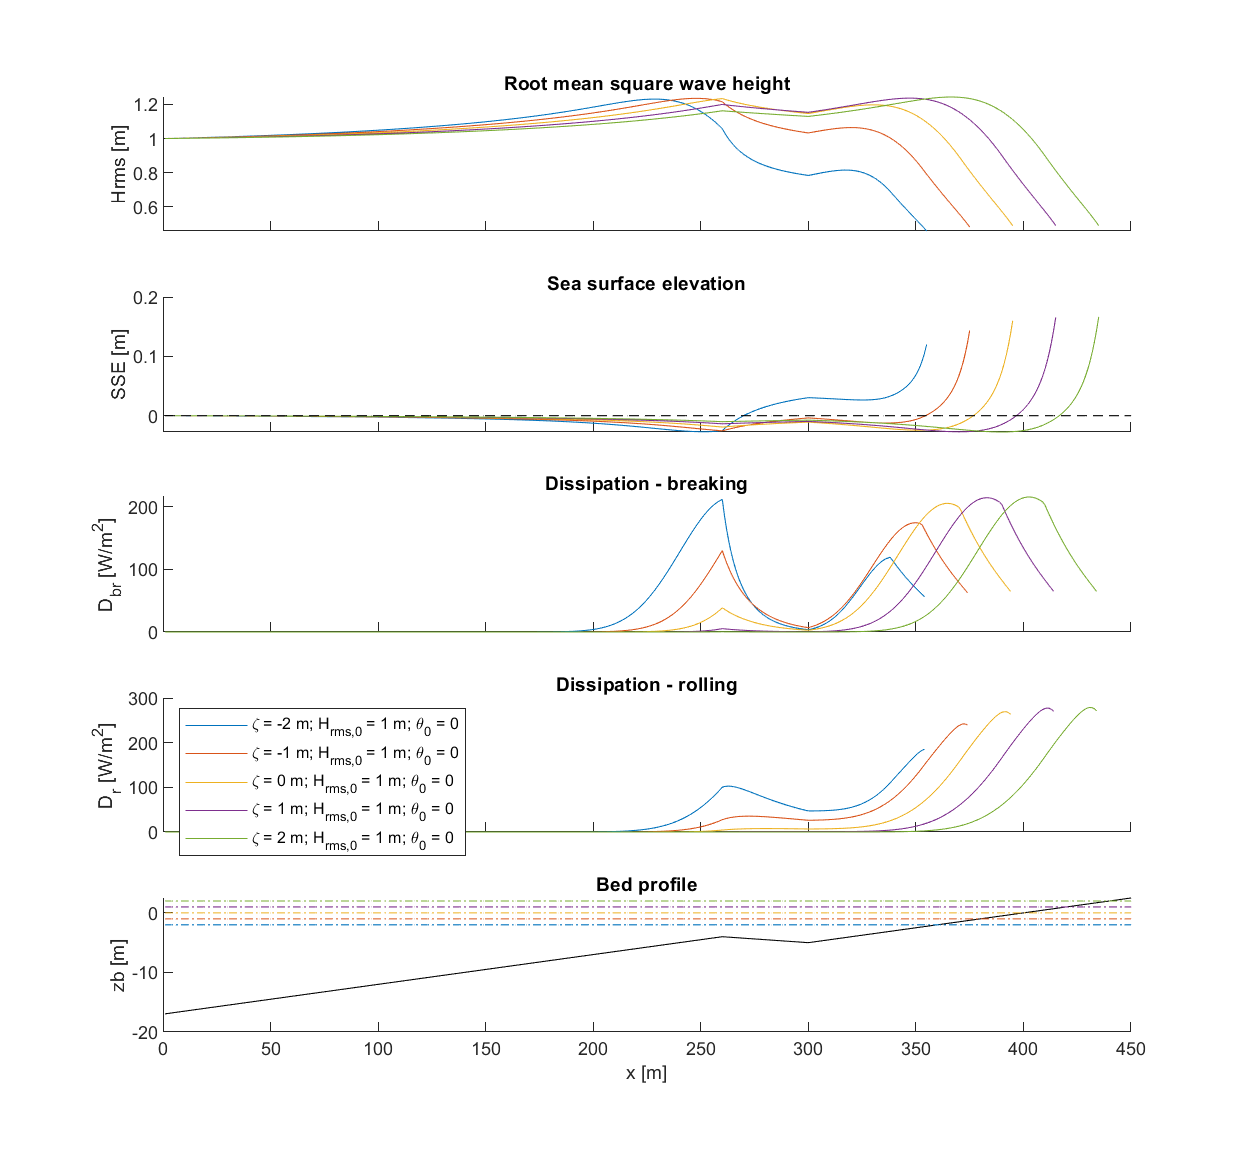 Root mean square wave height
1.2
1
0.8
0.6
Hrms [m]
Sea surface elevation
0.2
0.1
0
SSE [m]
Dissipation - breaking
200
100
0
D_br [W/m²]
Dissipation - rolling
300
200
100
0
D_r [W/m²]
ζ = -2 m; H_rms,0 = 1 m; θ_0 = 0
ζ = -1 m; H_rms,0 = 1 m; θ_0 = 0
ζ = 0 m; H_rms,0 = 1 m; θ_0 = 0
ζ = 1 m; H_rms,0 = 1 m; θ_0 = 0
ζ = 2 m; H_rms,0 = 1 m; θ_0 = 0
Bed profile
0
-10
-20
zb [m]
0 50 100 150 200 250 300 350 400 450
x [m]